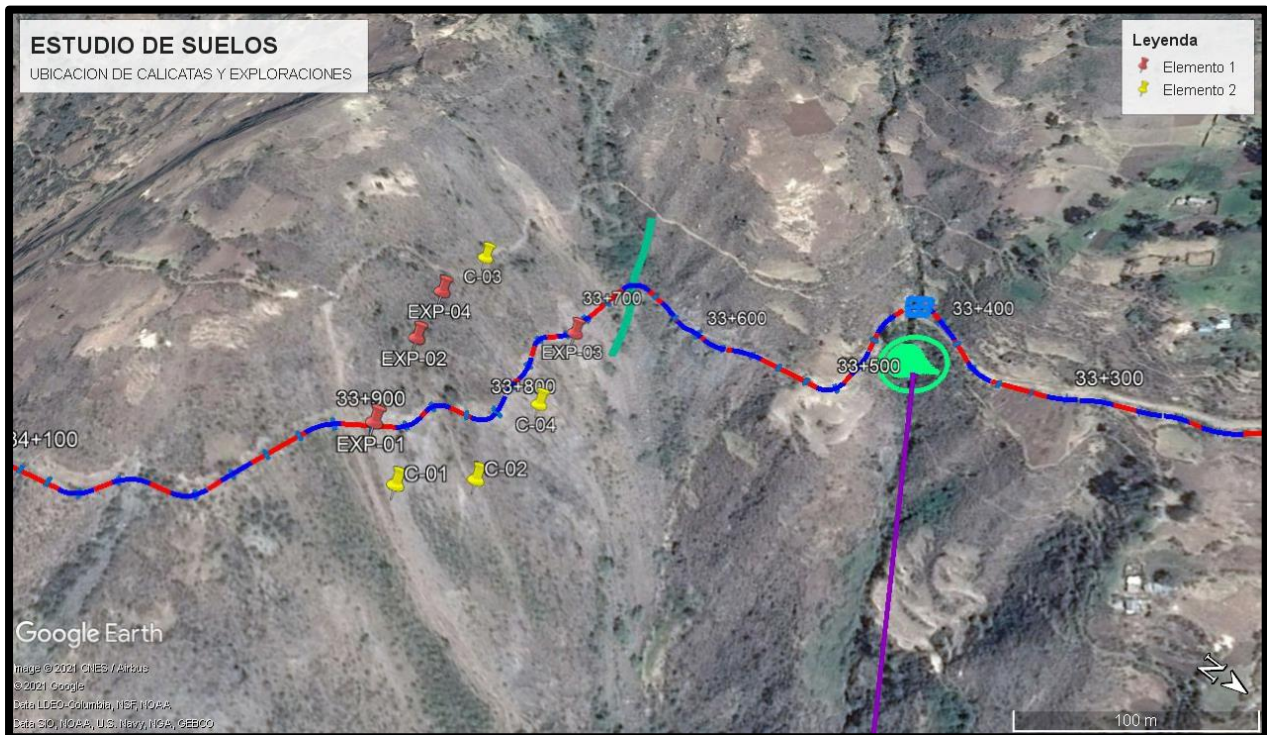 ESTUDIO DE SUELOS
UBICACION DE CALICATAS Y EXPLORACIONES
Leyenda
Elemento 1
Elemento 2
C-03
EXP-04
33+700
33+400
EXP-02
EXP-03
33+600
33+500
33+300
33+900
33+800
C-04
EXP-01
34+100
C-01
C-02
Google Earth
Image © 2021 CNES / Airbus
© 2021 Google
Data LDEO-Columbia, NSF, NOAA
Data SIO, NOAA, U.S. Navy, NGA, GEBCO
N
100 m